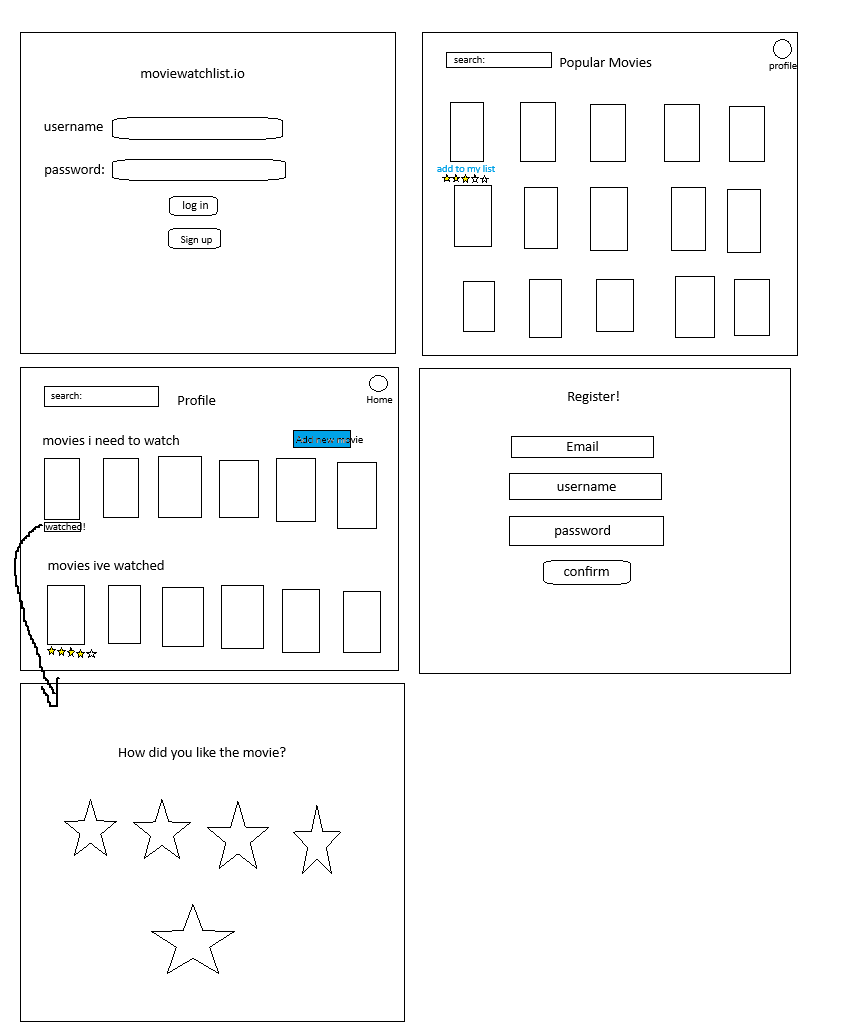 moviewatchlist.io
username
password:
log in
Sign up
search:
Popular Movies
profile
add to my list
search:
Profile
Home
movies i need to watch
Add new movie
watched!
movies ive watched
Register!
Email
username
password
confirm
How did you like the movie?